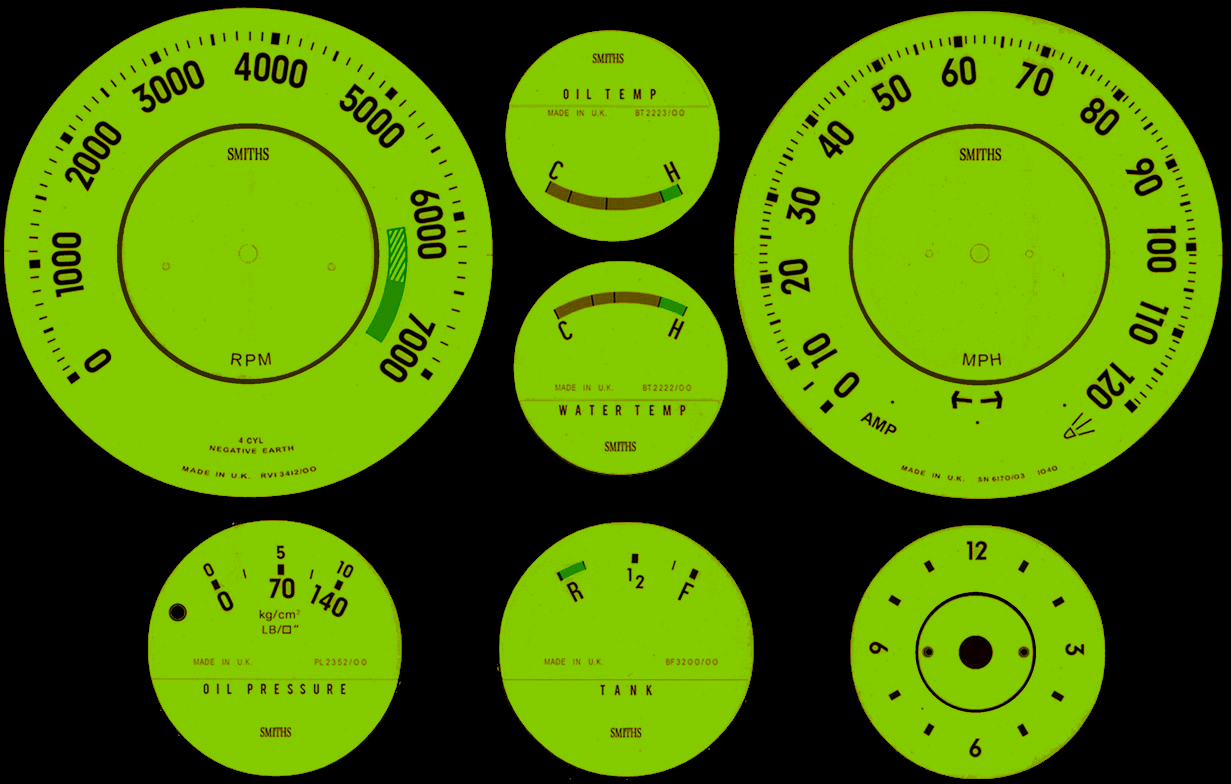 0 1000 2000 3000 4000 5000 6000 7000
SMITHS
RPM
4 CYL
NEGATIVE EARTH
MADE IN U.K. RVI 3412/00
SMITHS
OIL TEMP
MADE IN U.K. BT2223/00
C H
C H
MADE IN U.K. BT2222/00
WATER TEMP
SMITHS
0 10 20 30 40 50 60 70 80 90 100 110 120
SMITHS
MPH
AMP
MADE IN U.K. SN 6170/03 1040
0 5 10
0 70 140
kg/cm²
LB/□"
MADE IN U.K. PL2352/00
OIL PRESSURE
SMITHS
R 1 2 F
MADE IN U.K. BF3200/00
TANK
SMITHS
12
9 3
6